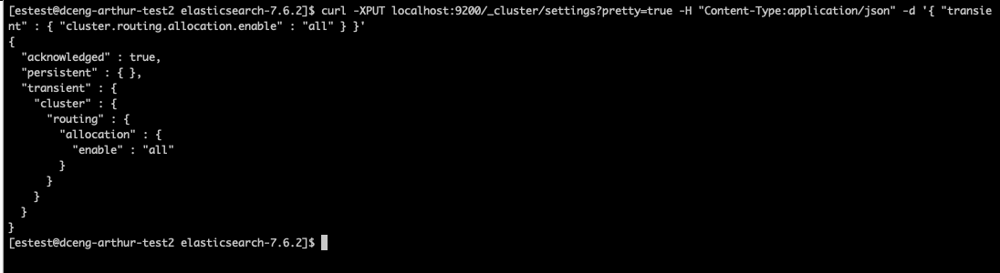 [estest@dceng-arthur-test2 elasticsearch-7.6.2]$ curl -XPUT localhost:9200/_cluster/settings?pretty=true -H "Content-Type:application/json" -d '{ "transie
nt" : { "cluster.routing.allocation.enable" : "all" } }'
{
  "acknowledged" : true,
  "persistent" : { },
  "transient" : {
    "cluster" : {
      "routing" : {
        "allocation" : {
          "enable" : "all"
        }
      }
    }
  }
}
[estest@dceng-arthur-test2 elasticsearch-7.6.2]$